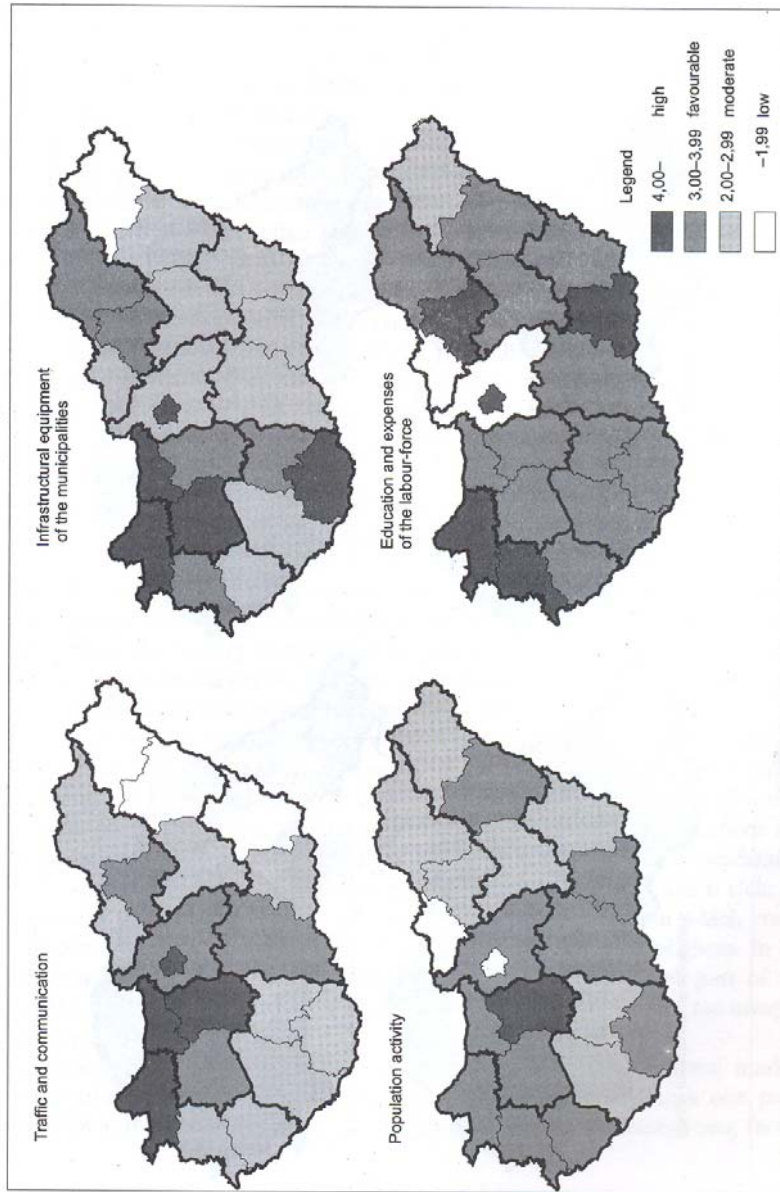 Traffic and communication
Infrastructural equipment
of the municipalities
Population activity
Education and expenses
of the labour-force
Legend
4,00– high
3,00–3,99 favourable
2,00–2,99 moderate
–1,99 low